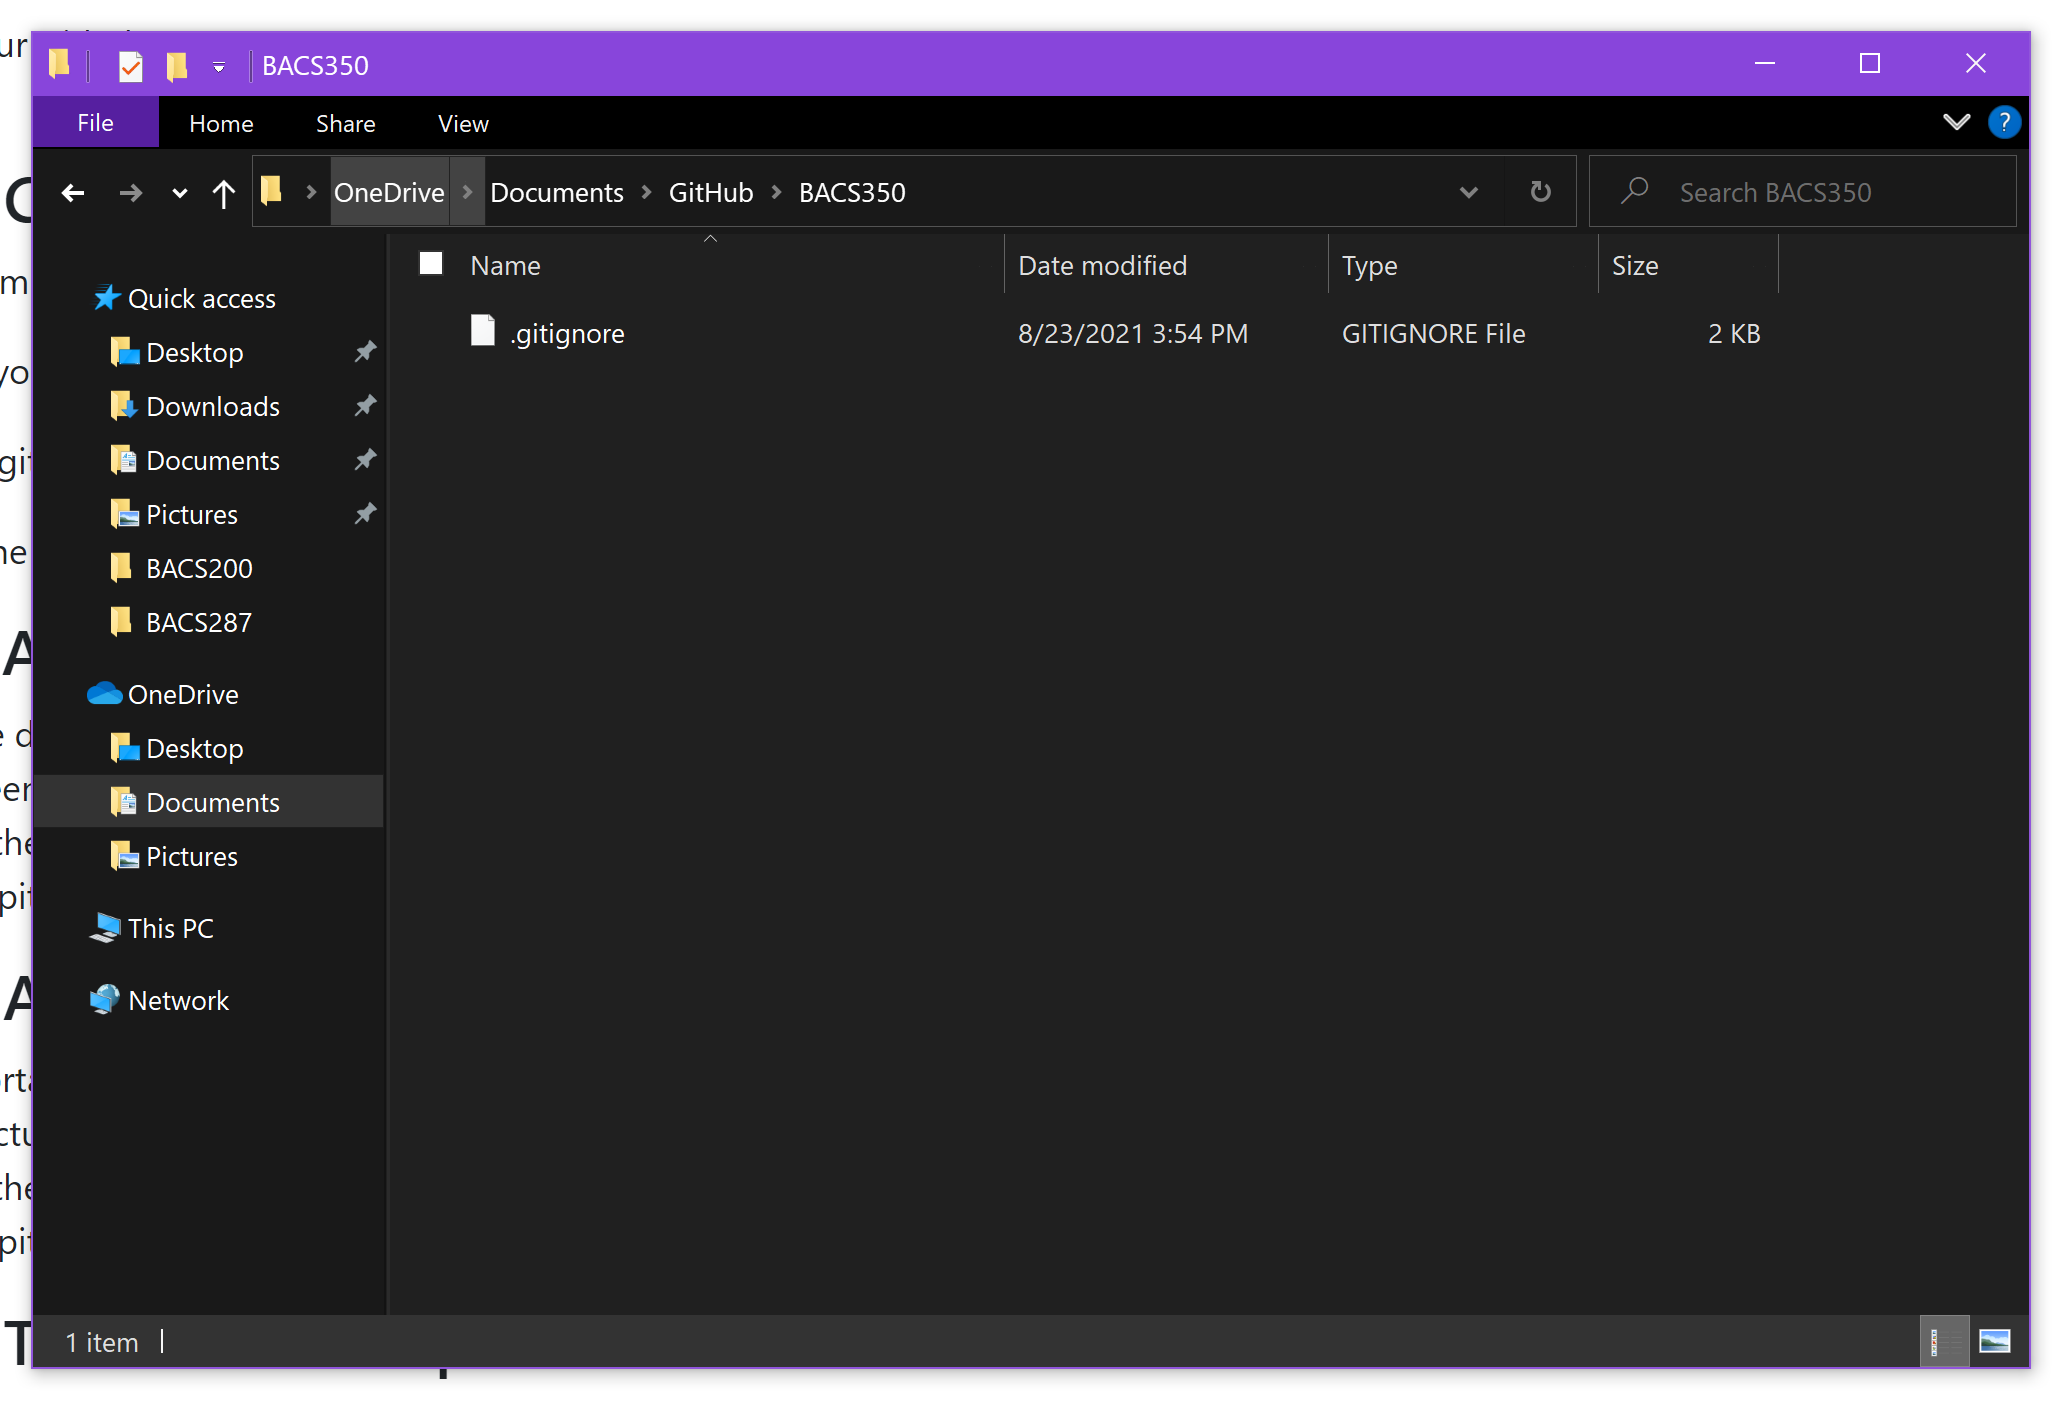 BACS350
File Home Share View
?
OneDrive Documents GitHub BACS350
Search BACS350
Name Date modified Type Size
.gitignore 8/23/2021 3:54 PM GITIGNORE File 2 KB
Quick access
Desktop
Downloads
Documents
Pictures
BACS200
BACS287
OneDrive
Desktop
Documents
Pictures
This PC
Network
1 item